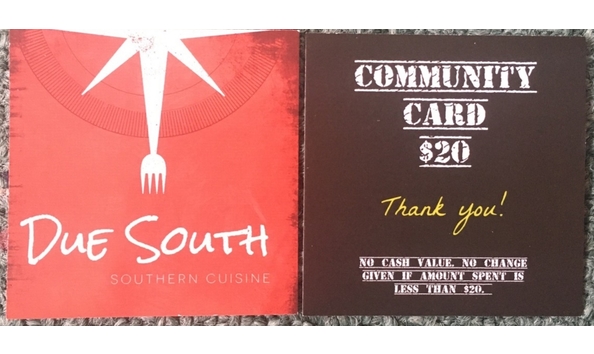 DUE SOUTH
SOUTHERN CUISINE
COMMUNITY
CARD
$20
Thank you!
NO CASH VALUE. NO CHANGE
GIVEN IF AMOUNT SPENT IS
LESS THAN $20.